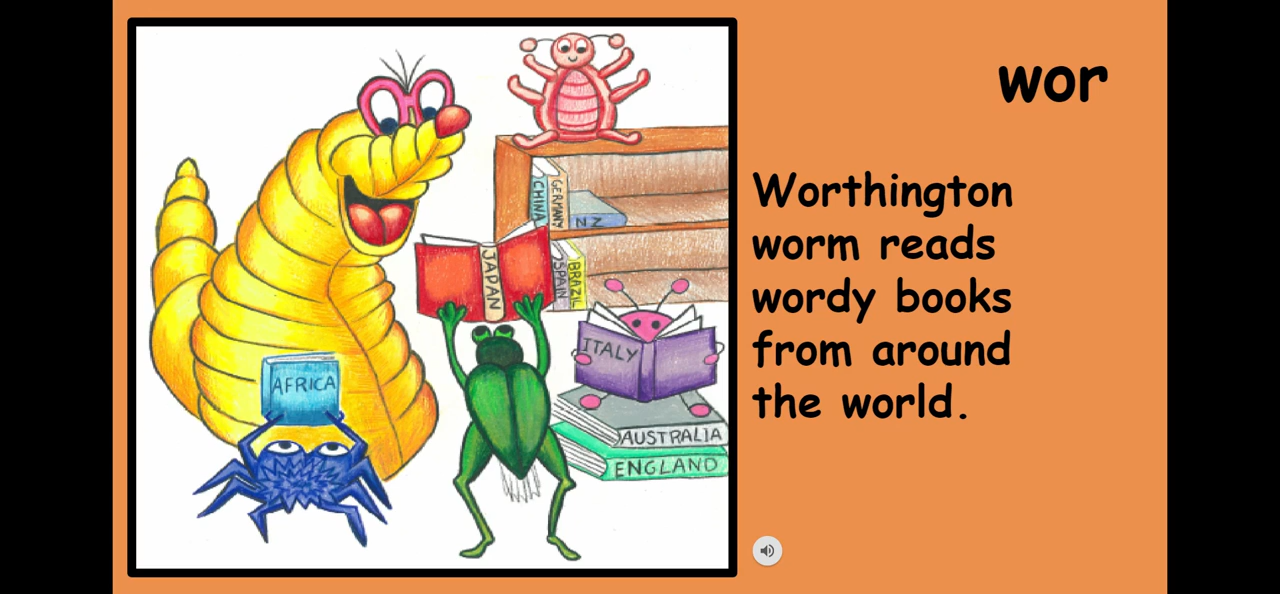 wor
Worthington
worm reads
wordy books
from around
the world.
CHINA
GERMANY
NZ
JAPAN
SPAIN
BRAZIL
ITALY
AFRICA
AUSTRALIA
ENGLAND